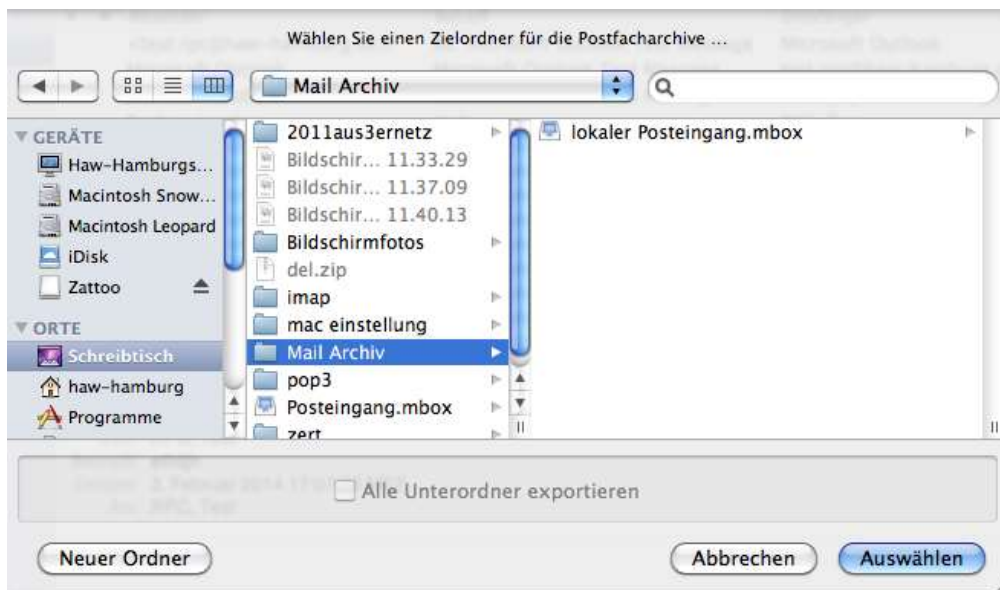 Wählen Sie einen Zielordner für die Postfacharchive ...
Mail Archiv
GERÄTE
Haw-Hamburgs...
Macintosh Snow...
Macintosh Leopard
iDisk
Zattoo
ORTE
Schreibtisch
haw-hamburg
Programme
2011aus3ernetz
Bildschir... 11.33.29
Bildschir... 11.37.09
Bildschir... 11.40.13
Bildschirmfotos
del.zip
imap
mac einstellung
Mail Archiv
pop3
Posteingang.mbox
zert
lokaler Posteingang.mbox
Alle Unterordner exportieren
Neuer Ordner
Abbrechen
Auswählen